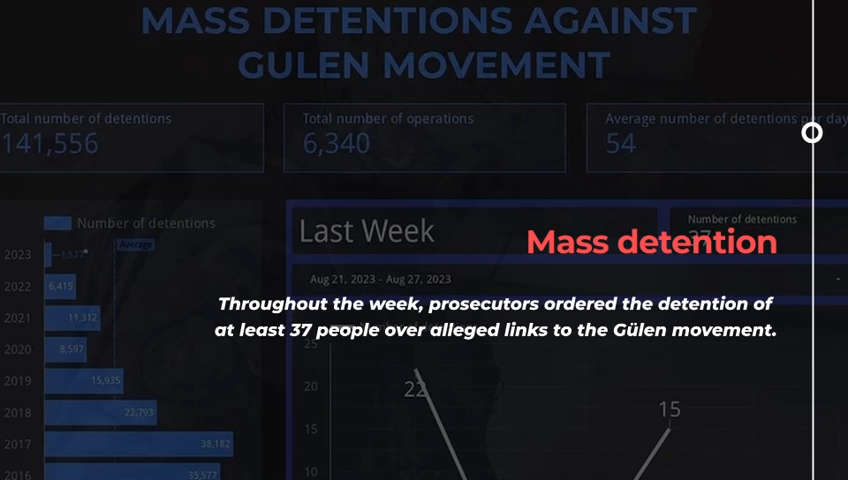 MASS DETENTIONS AGAINST
GULEN MOVEMENT
Total number of detentions
141,556
Total number of operations
6,340
Average number of detentions per day
54
Number of detentions
Average
2023
1,527*
2022
6,415
2021
11,312
2020
8,597
2019
15,935
2018
22,793
2017
38,182
2016
35,577
Last Week
Number of detentions
37
Aug 21, 2023 - Aug 27, 2023
Mass detention
Throughout the week, prosecutors ordered the detention of
at least 37 people over alleged links to the Gülen movement.
25
20
15
10
22
15